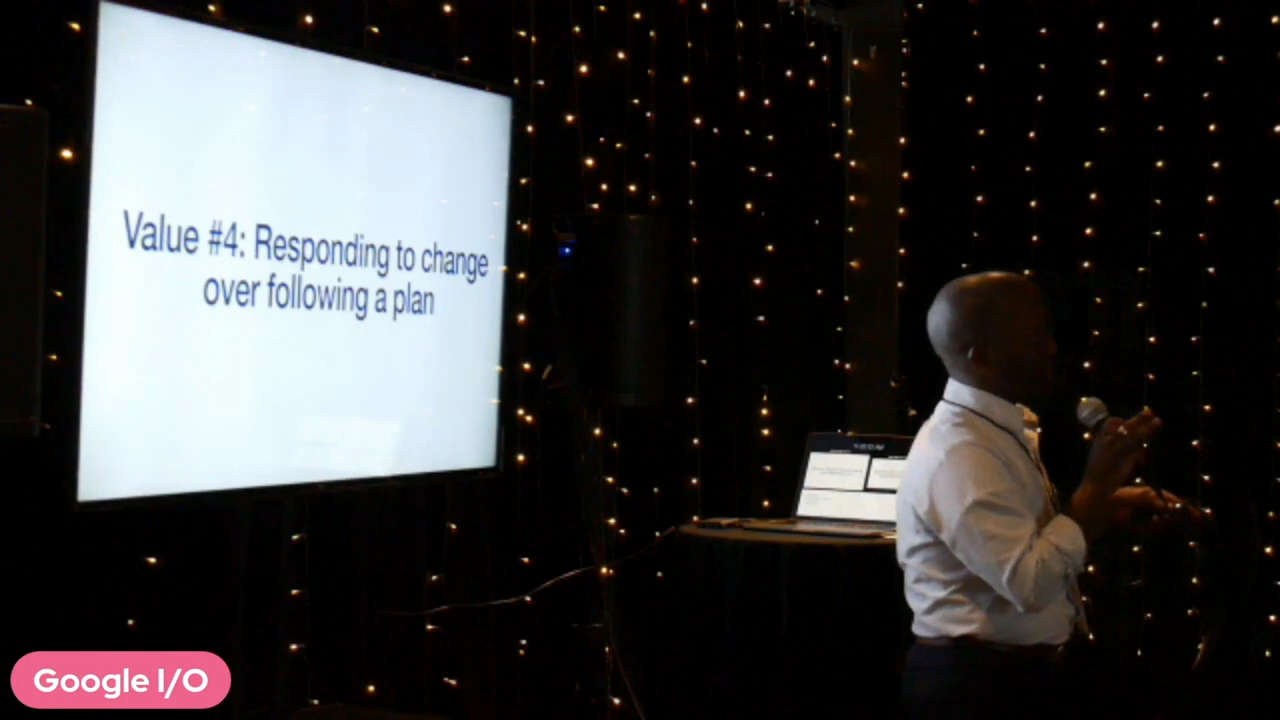 Value #4: Responding to change
over following a plan
Google I/O